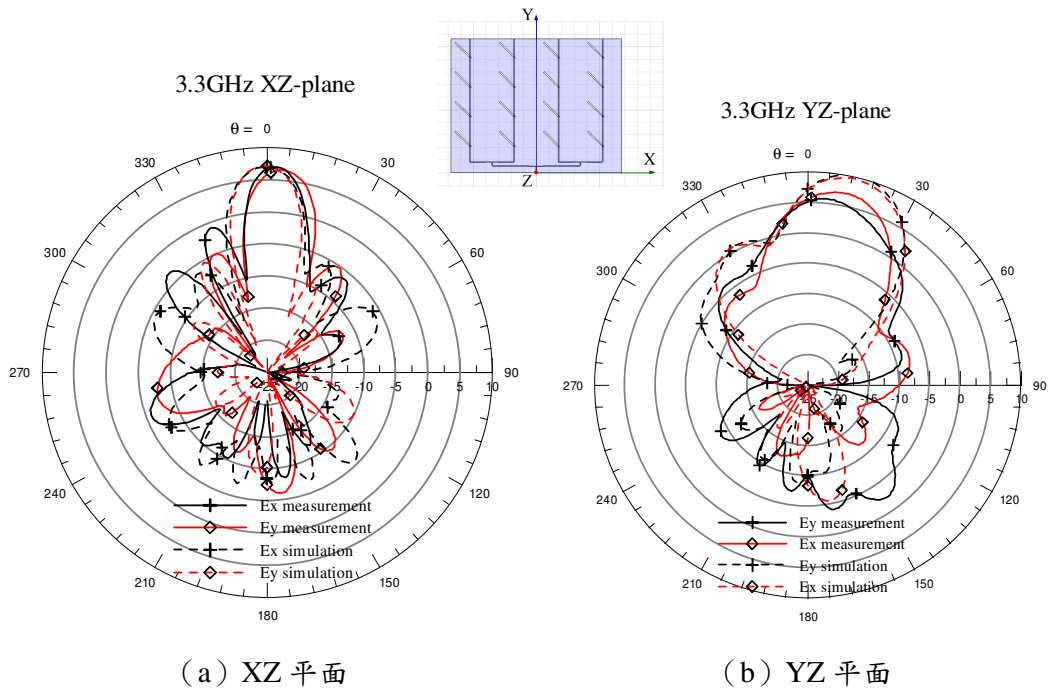 Y
X
Z
3.3GHz XZ-plane
θ = 0
30
60
90
120
150
180
210
240
270
300
330
-25 -20 -15 -10 -5 0 5 10
Ex measurement
Ey measurement
Ex simulation
Ey simulation
(a) XZ 平面
3.3GHz YZ-plane
θ = 0
30
60
90
120
150
180
210
240
270
300
330
-25 -20 -15 -10 -5 0 5 10
Ey measurement
Ex measurement
Ey simulation
Ex simulation
(b) YZ 平面